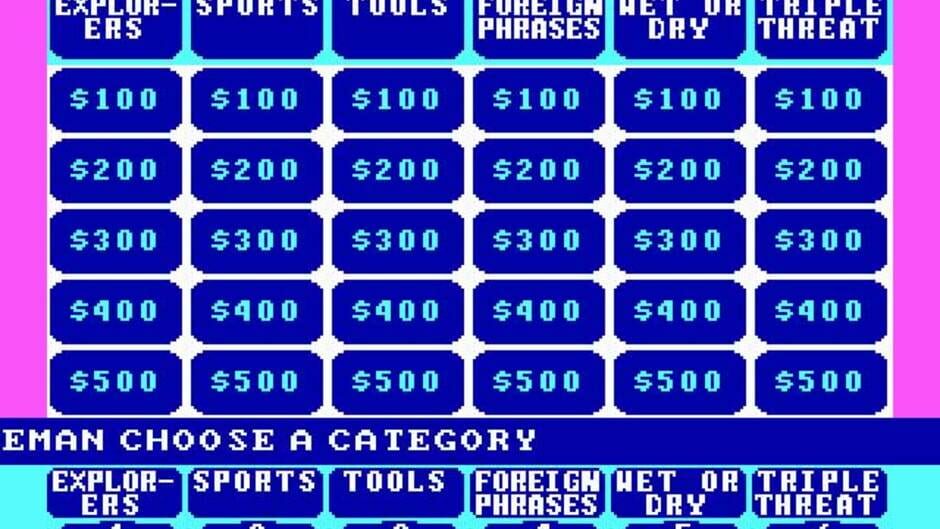 EXPLOR- SPORTS TOOLS FOREIGN WET OR TRIPLE
ERS PHRASES DRY THREAT
$100 $100 $100 $100 $100 $100
$200 $200 $200 $200 $200 $200
$300 $300 $300 $300 $300 $300
$400 $400 $400 $400 $400 $400
$500 $500 $500 $500 $500 $500
EMAN CHOOSE A CATEGORY
EXPLOR- SPORTS TOOLS FOREIGN WET OR TRIPLE
ERS PHRASES DRY THREAT